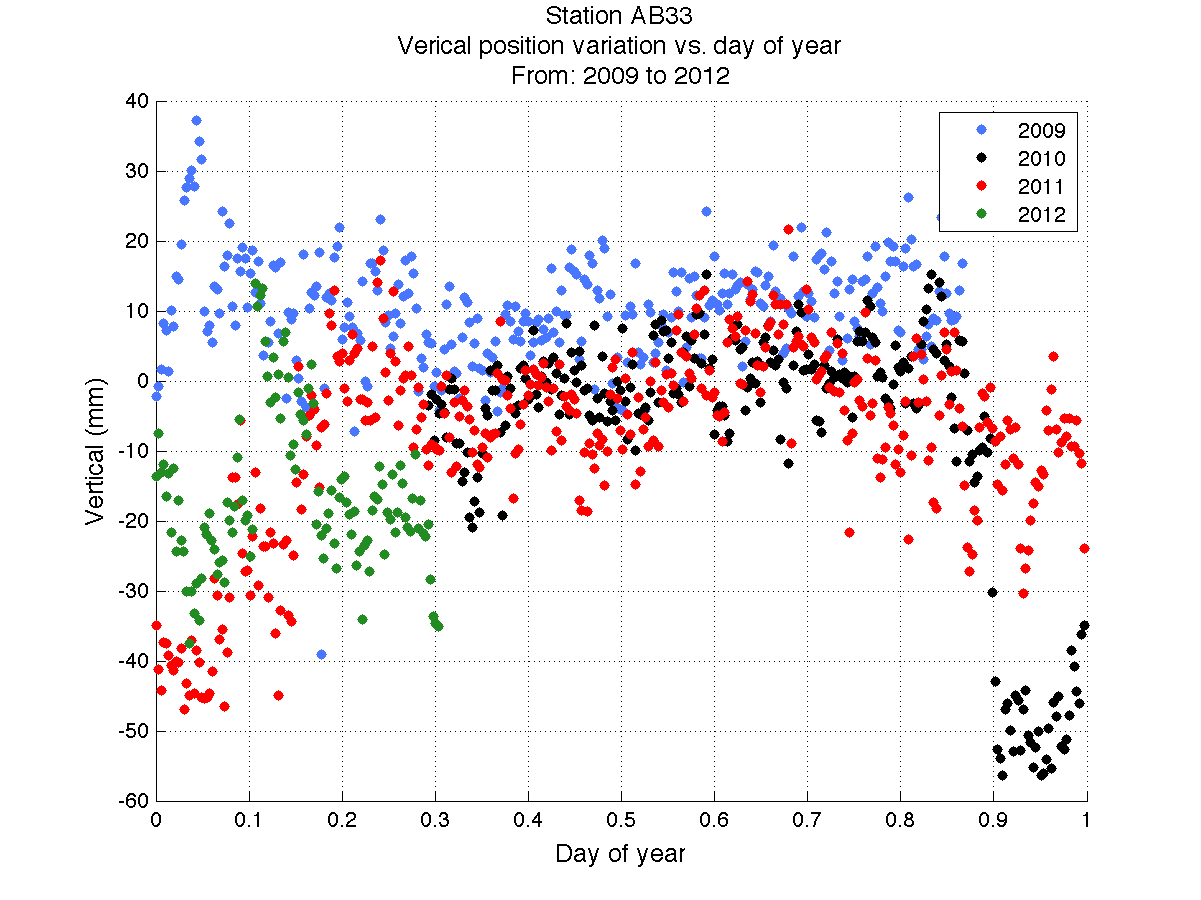 Station AB33
Verical position variation vs. day of year
From: 2009 to 2012
40
30
20
10
0
-10
-20
-30
-40
-50
-60
Vertical (mm)
2009
2010
2011
2012
0 0.1 0.2 0.3 0.4 0.5 0.6 0.7 0.8 0.9 1
Day of year